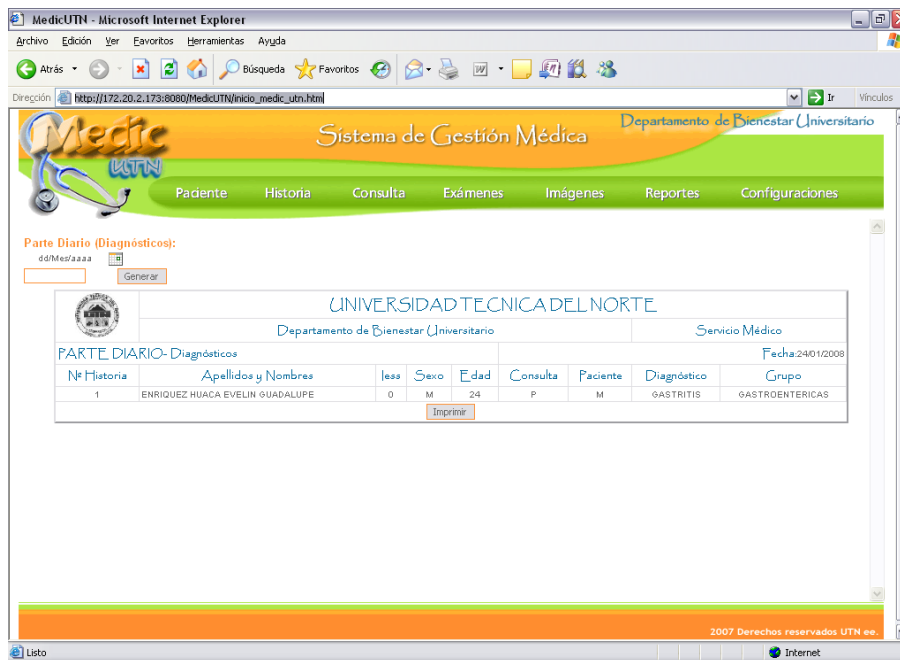 MedicUTN - Microsoft Internet Explorer
Archivo Edición Ver Favoritos Herramientas Ayuda
Atrás Búsqueda Favoritos
Dirección http://172.20.2.173:8080/MedicUTN/inicio_medic_utn.htm Ir Vínculos
Departamento de Bienestar Universitario
Medic
UTN
Sistema de Gestión Médica
Paciente Historia Consulta Exámenes Imágenes Reportes Configuraciones
Parte Diario (Diagnósticos):
dd/Mes/aaaa
Generar
UNIVERSIDAD TECNICA DEL NORTE
Departamento de Bienestar Universitario Servicio Médico
PARTE DIARIO- Diagnósticos Fecha:24/01/2008
Nº Historia Apellidos y Nombres Iess Sexo Edad Consulta Paciente Diagnóstico Grupo
1 ENRIQUEZ HUACA EVELIN GUADALUPE 0 M 24 P M GASTRITIS GASTROENTERICAS
Imprimir
2007 Derechos reservados UTN ee.
Listo Internet